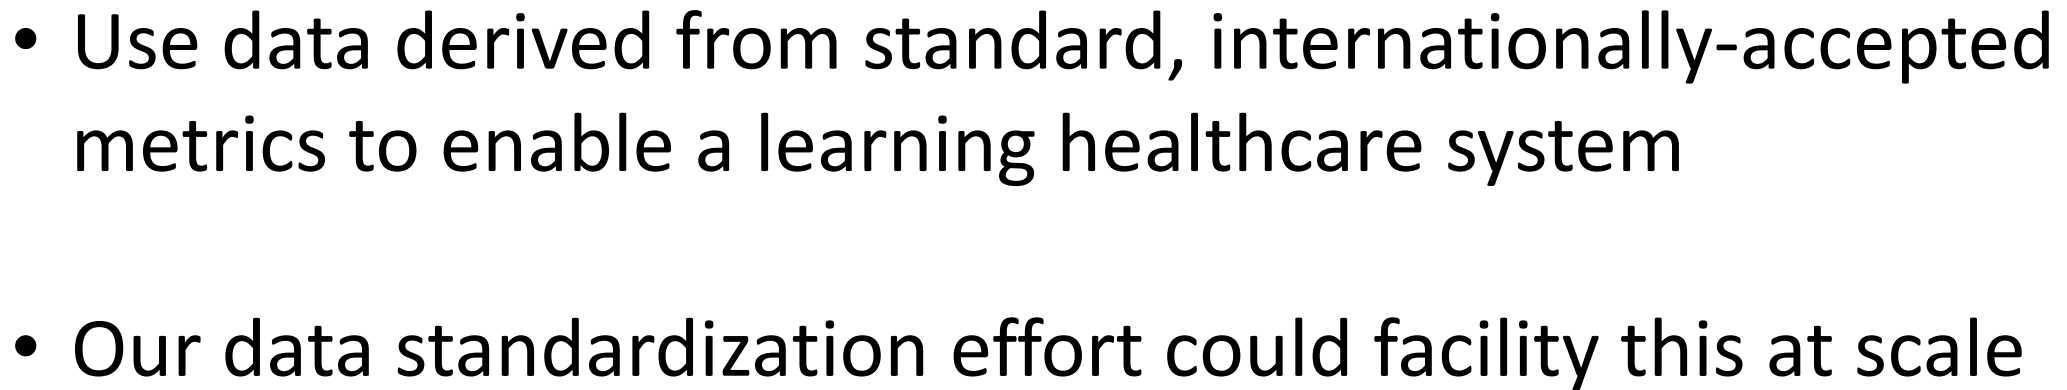 • Use data derived from standard, internally-accepted
metrics to enable a learning healthcare system
• Our data standardization effort could facility this at scale